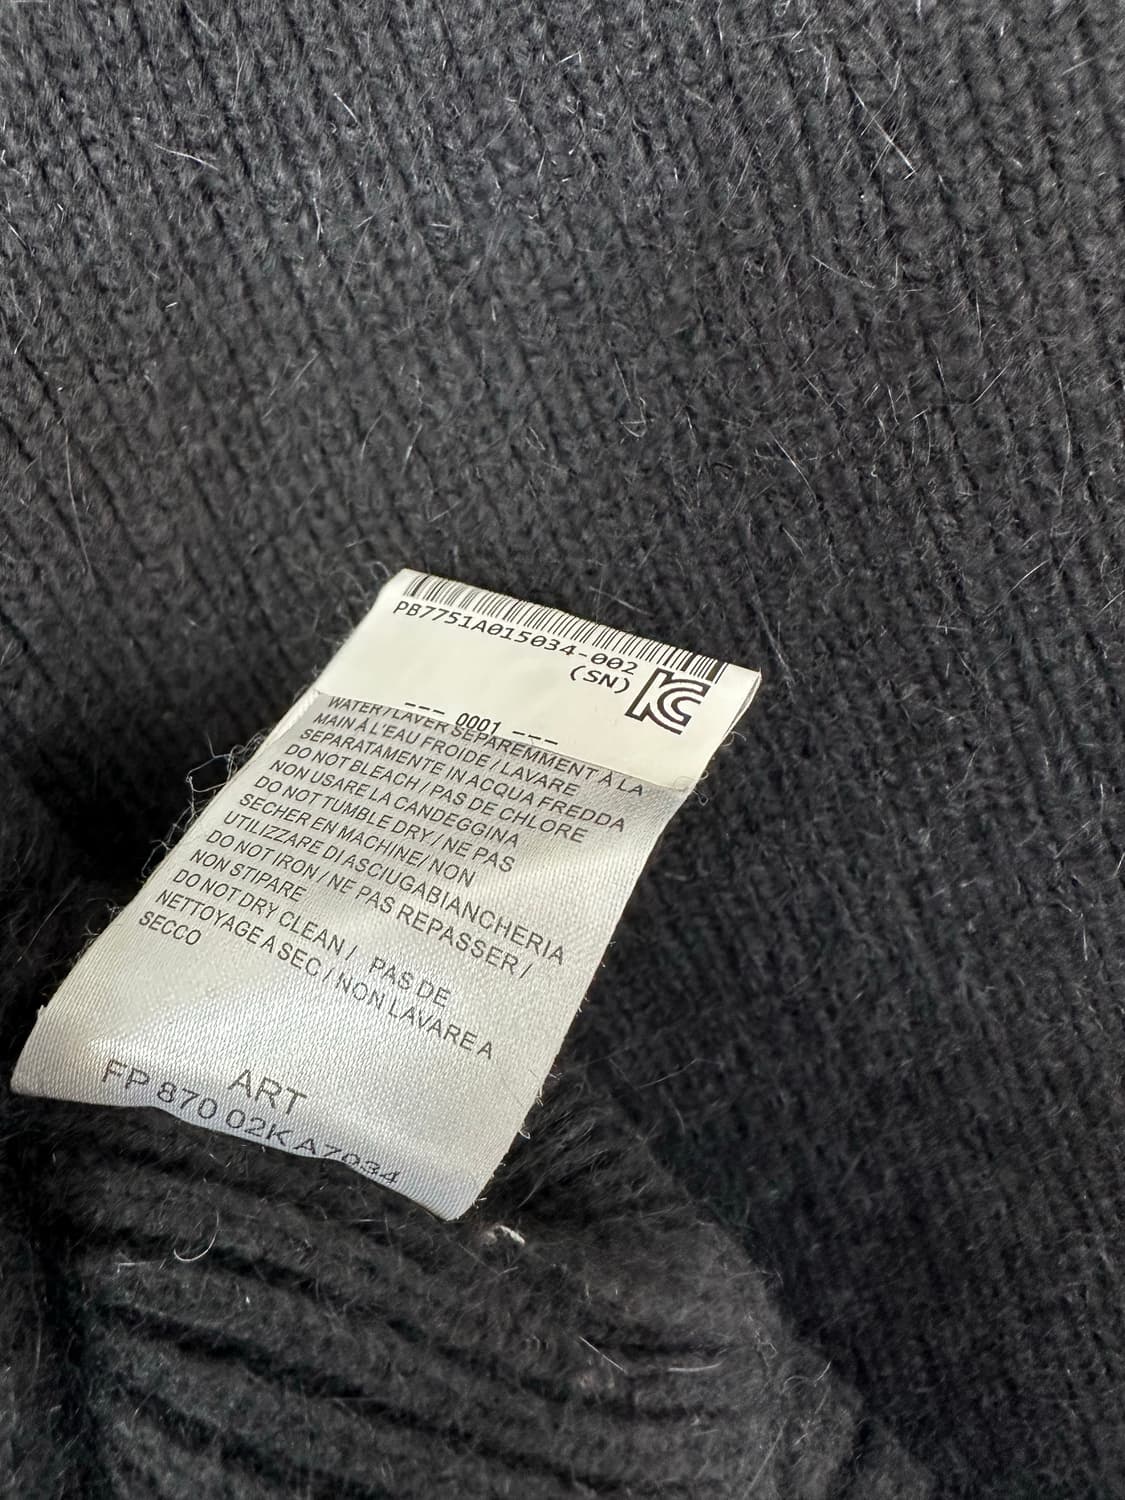 PB7751A015034-002
(SN)
--- 0001 ---
WATER / LAVER SÉPAREMMENT À LA
MAIN À L'EAU FROIDE / LAVARE
SEPARATAMENTE IN ACQUA FREDDA
DO NOT BLEACH / PAS DE CHLORE
NON USARE LA CANDEGGINA
DO NOT TUMBLE DRY / NE PAS
SECHER EN MACHINE/ NON
UTILIZZARE DI ASCIUGABIANCHERIA
DO NOT IRON / NE PAS REPASSER /
NON STIPARE
DO NOT DRY CLEAN / PAS DE
NETTOYAGE A SEC / NON LAVARE A
SECCO
ART
FP 870 02K A7034